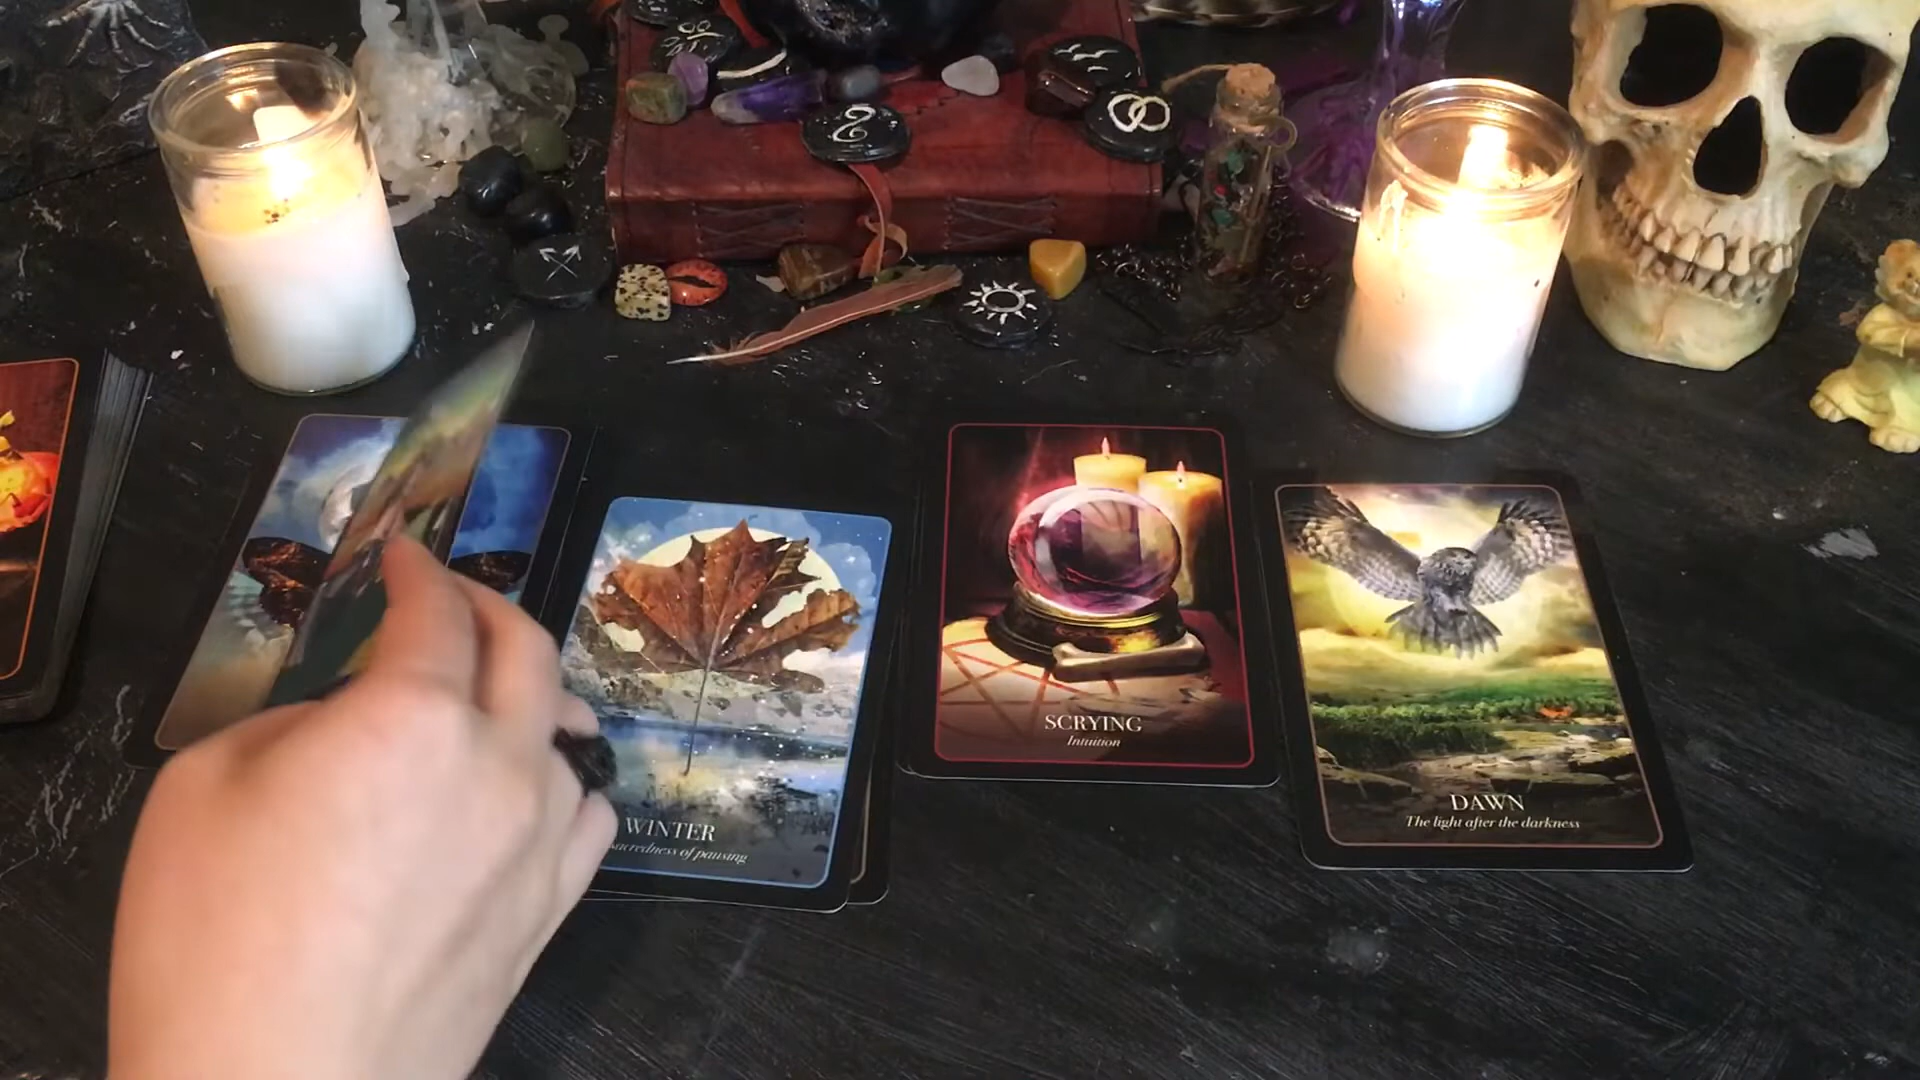 WINTER
sacredness of pausing
SCRYING
Intuition
DAWN
The light after the darkness